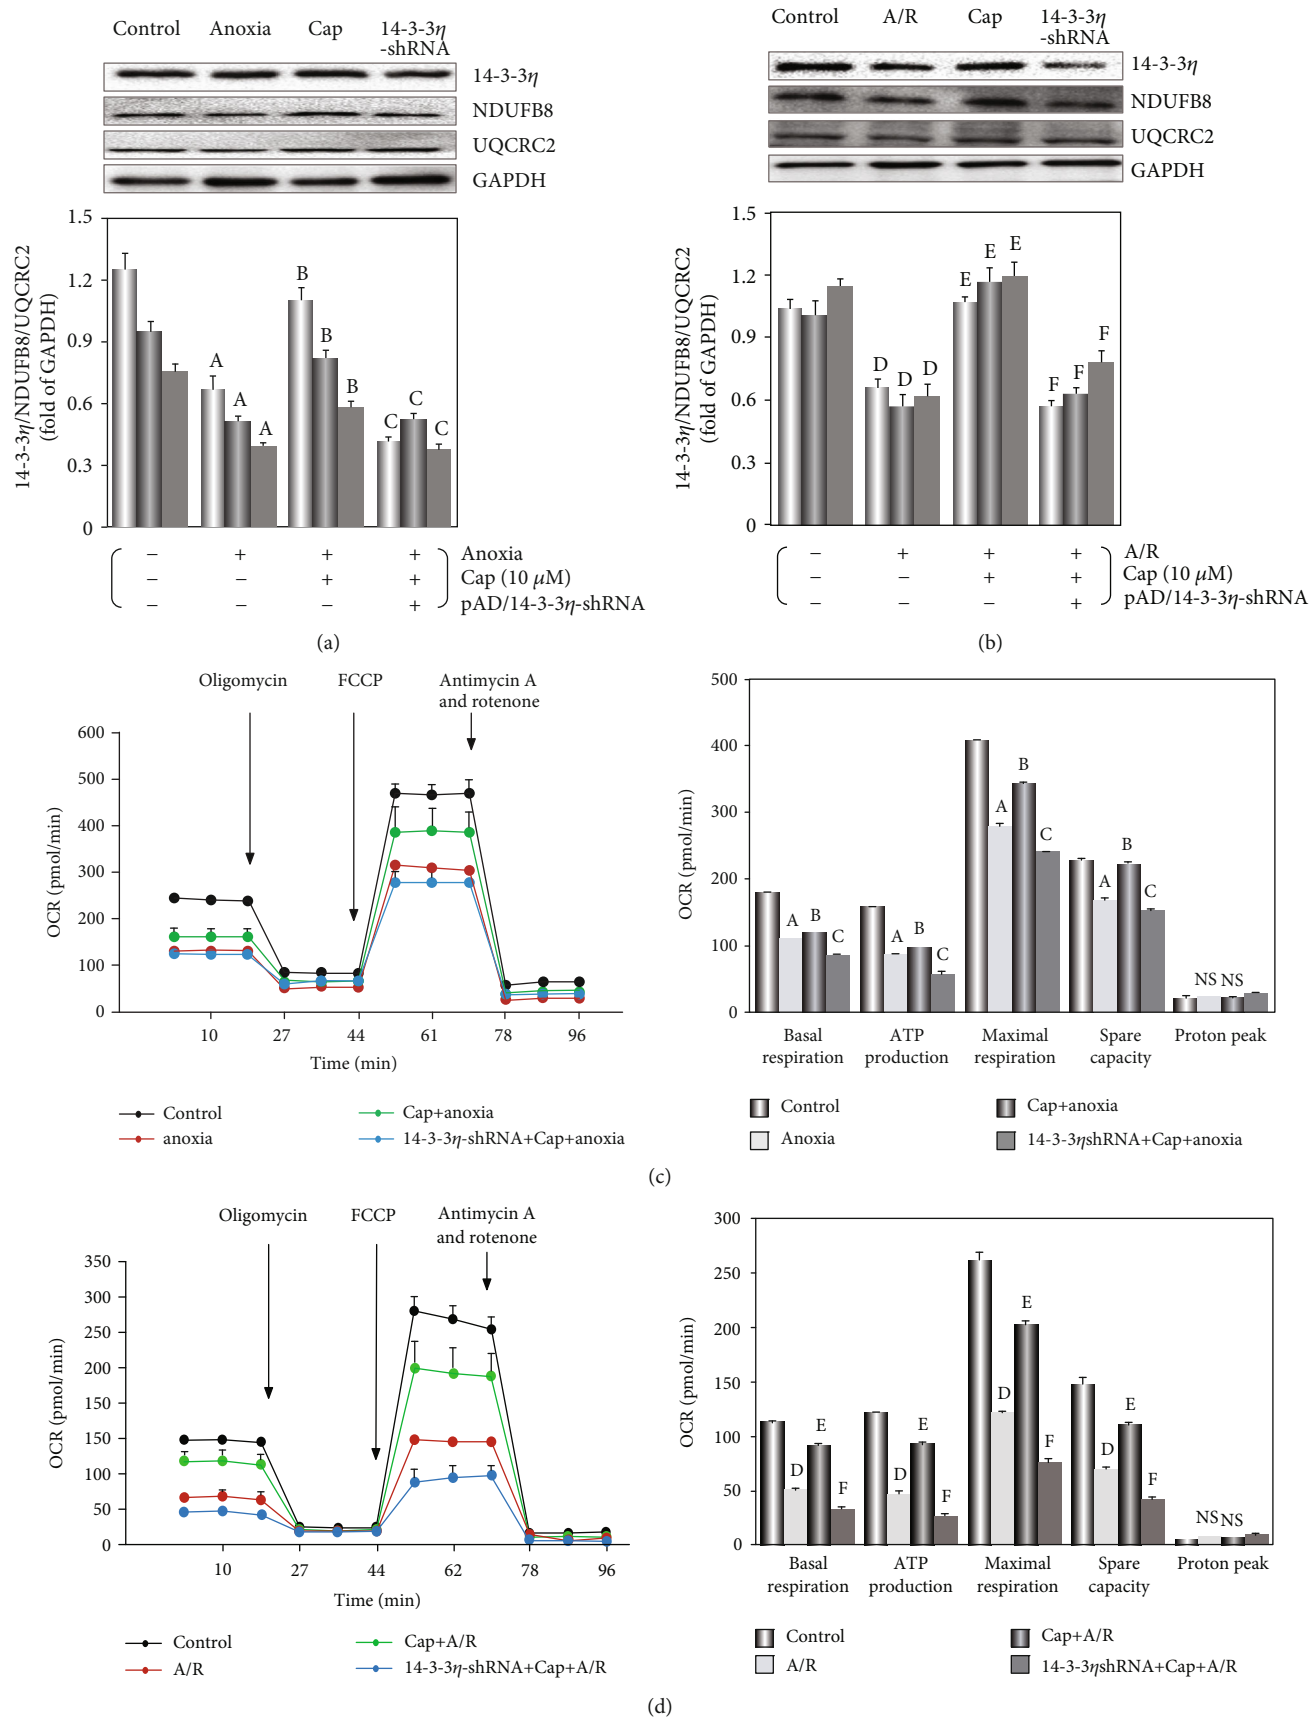 Control Anoxia Cap 14-3-3η
-shRNA
14-3-3η
NDUFB8
UQCRC2
GAPDH
14-3-3η/NDUFB8/UQCRC2
(fold of GAPDH)
1.5
1.2
0.9
0.6
0.3
0
A A A B B B C C C
− + + + Anoxia
− − + + Cap (10 μM)
− − − + pAD/14-3-3η-shRNA
(a)
Control A/R Cap 14-3-3η
-shRNA
14-3-3η
NDUFB8
UQCRC2
GAPDH
14-3-3η/NDUFB8/UQCRC2
(fold of GAPDH)
1.5
1.2
0.9
0.6
0.3
0
D D D E E E F F F
− + + + A/R
− − + + Cap (10 μM)
− − − + pAD/14-3-3η-shRNA
(b)
Oligomycin FCCP Antimycin A
and rotenone
OCR (pmol/min)
600
500
400
300
200
100
0
10 27 44 61 78 96
Time (min)
Control Cap+anoxia
anoxia 14-3-3η-shRNA+Cap+anoxia
OCR (pmol/min)
500
400
300
200
100
0
A B C A B C A B C A B C NS NS
Basal ATP Maximal Spare Proton peak
respiration production respiration capacity
Control Cap+anoxia
Anoxia 14-3-3ηshRNA+Cap+anoxia
(c)
Oligomycin FCCP Antimycin A
and rotenone
OCR (pmol/min)
350
300
250
200
150
100
50
0
10 27 44 62 78 96
Time (min)
Control Cap+A/R
A/R 14-3-3η-shRNA+Cap+A/R
OCR (pmol/min)
300
250
200
150
100
50
0
D E F D E F D E F D E F NS NS
Basal ATP Maximal Spare Proton peak
respiration production respiration capacity
Control Cap+A/R
A/R 14-3-3ηshRNA+Cap+A/R
(d)